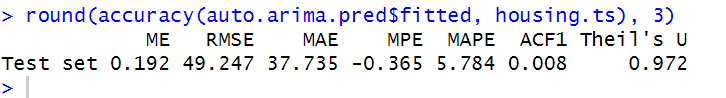 > round(accuracy(auto.arima.pred$fitted, housing.ts), 3)
ME RMSE MAE MPE MAPE ACF1 Theil's U
Test set 0.192 49.247 37.735 -0.365 5.784 0.008 0.972
>